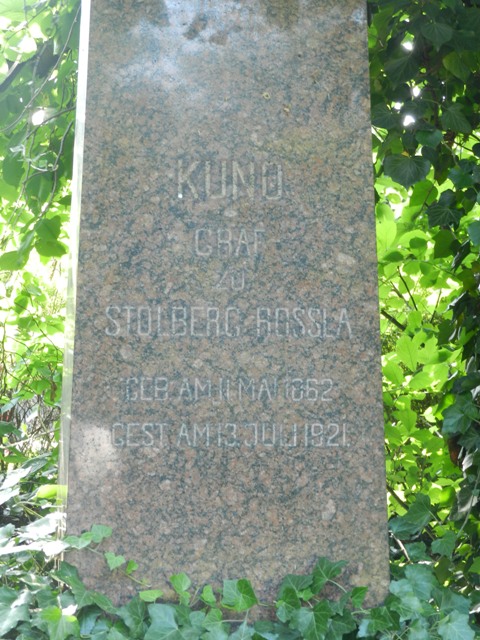 KUNO
GRAF
ZU
STOLBERG ROSSLA
GEB AM 11 MAI 1862
GEST AM 13. JULI 1921